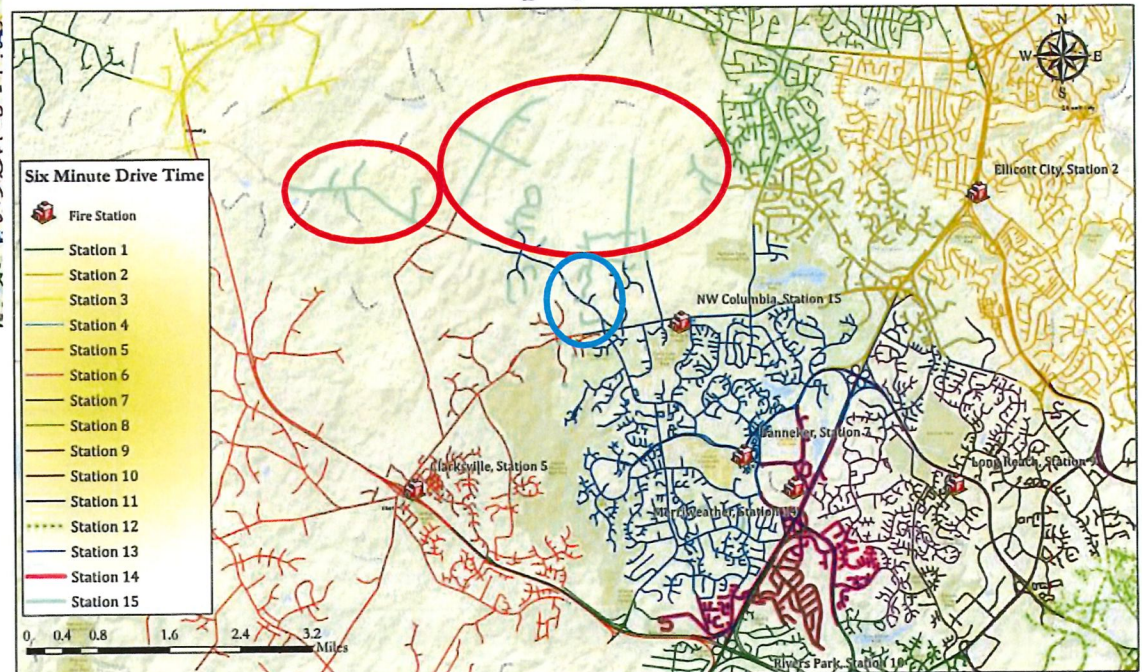 N
W E
S
Six Minute Drive Time
Fire Station
Station 1
Station 2
Station 3
Station 4
Station 5
Station 6
Station 7
Station 8
Station 9
Station 10
Station 11
Station 12
Station 13
Station 14
Station 15
0 0.4 0.8 1.6 2.4 3.2
Miles
Ellicott City, Station 2
NW Columbia, Station 15
Banneker, Station 7
Clarksville, Station 5
Long Reach, Station 9
Merriweather, Station 14
Rivers Park, Station 10